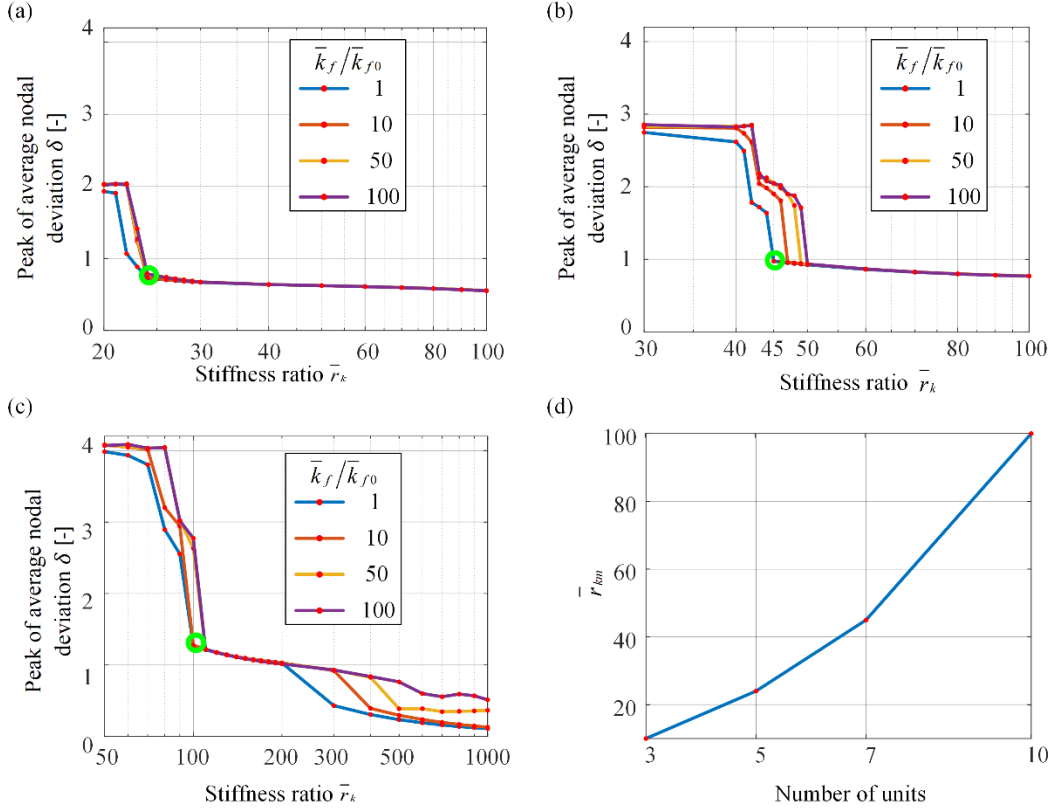 (a)
4
3
2
1
0
Peak of average nodal
deviation δ [-]
k̅f/k̅f0
1
10
50
100
20 30 40 60 80 100
Stiffness ratio r̅k
(b)
4
3
2
1
0
Peak of average nodal
deviation δ [-]
k̅f/k̅f0
1
10
50
100
30 40 45 60 80 100
Stiffness ratio r̅k
(c)
4
3
2
1
0
Peak of average nodal
deviation δ [-]
k̅f/k̅f0
1
10
50
100
50 100 200 300 500 1000
Stiffness ratio r̅k
(d)
100
80
60
40
20
r̅km
3 5 7 10
Number of units